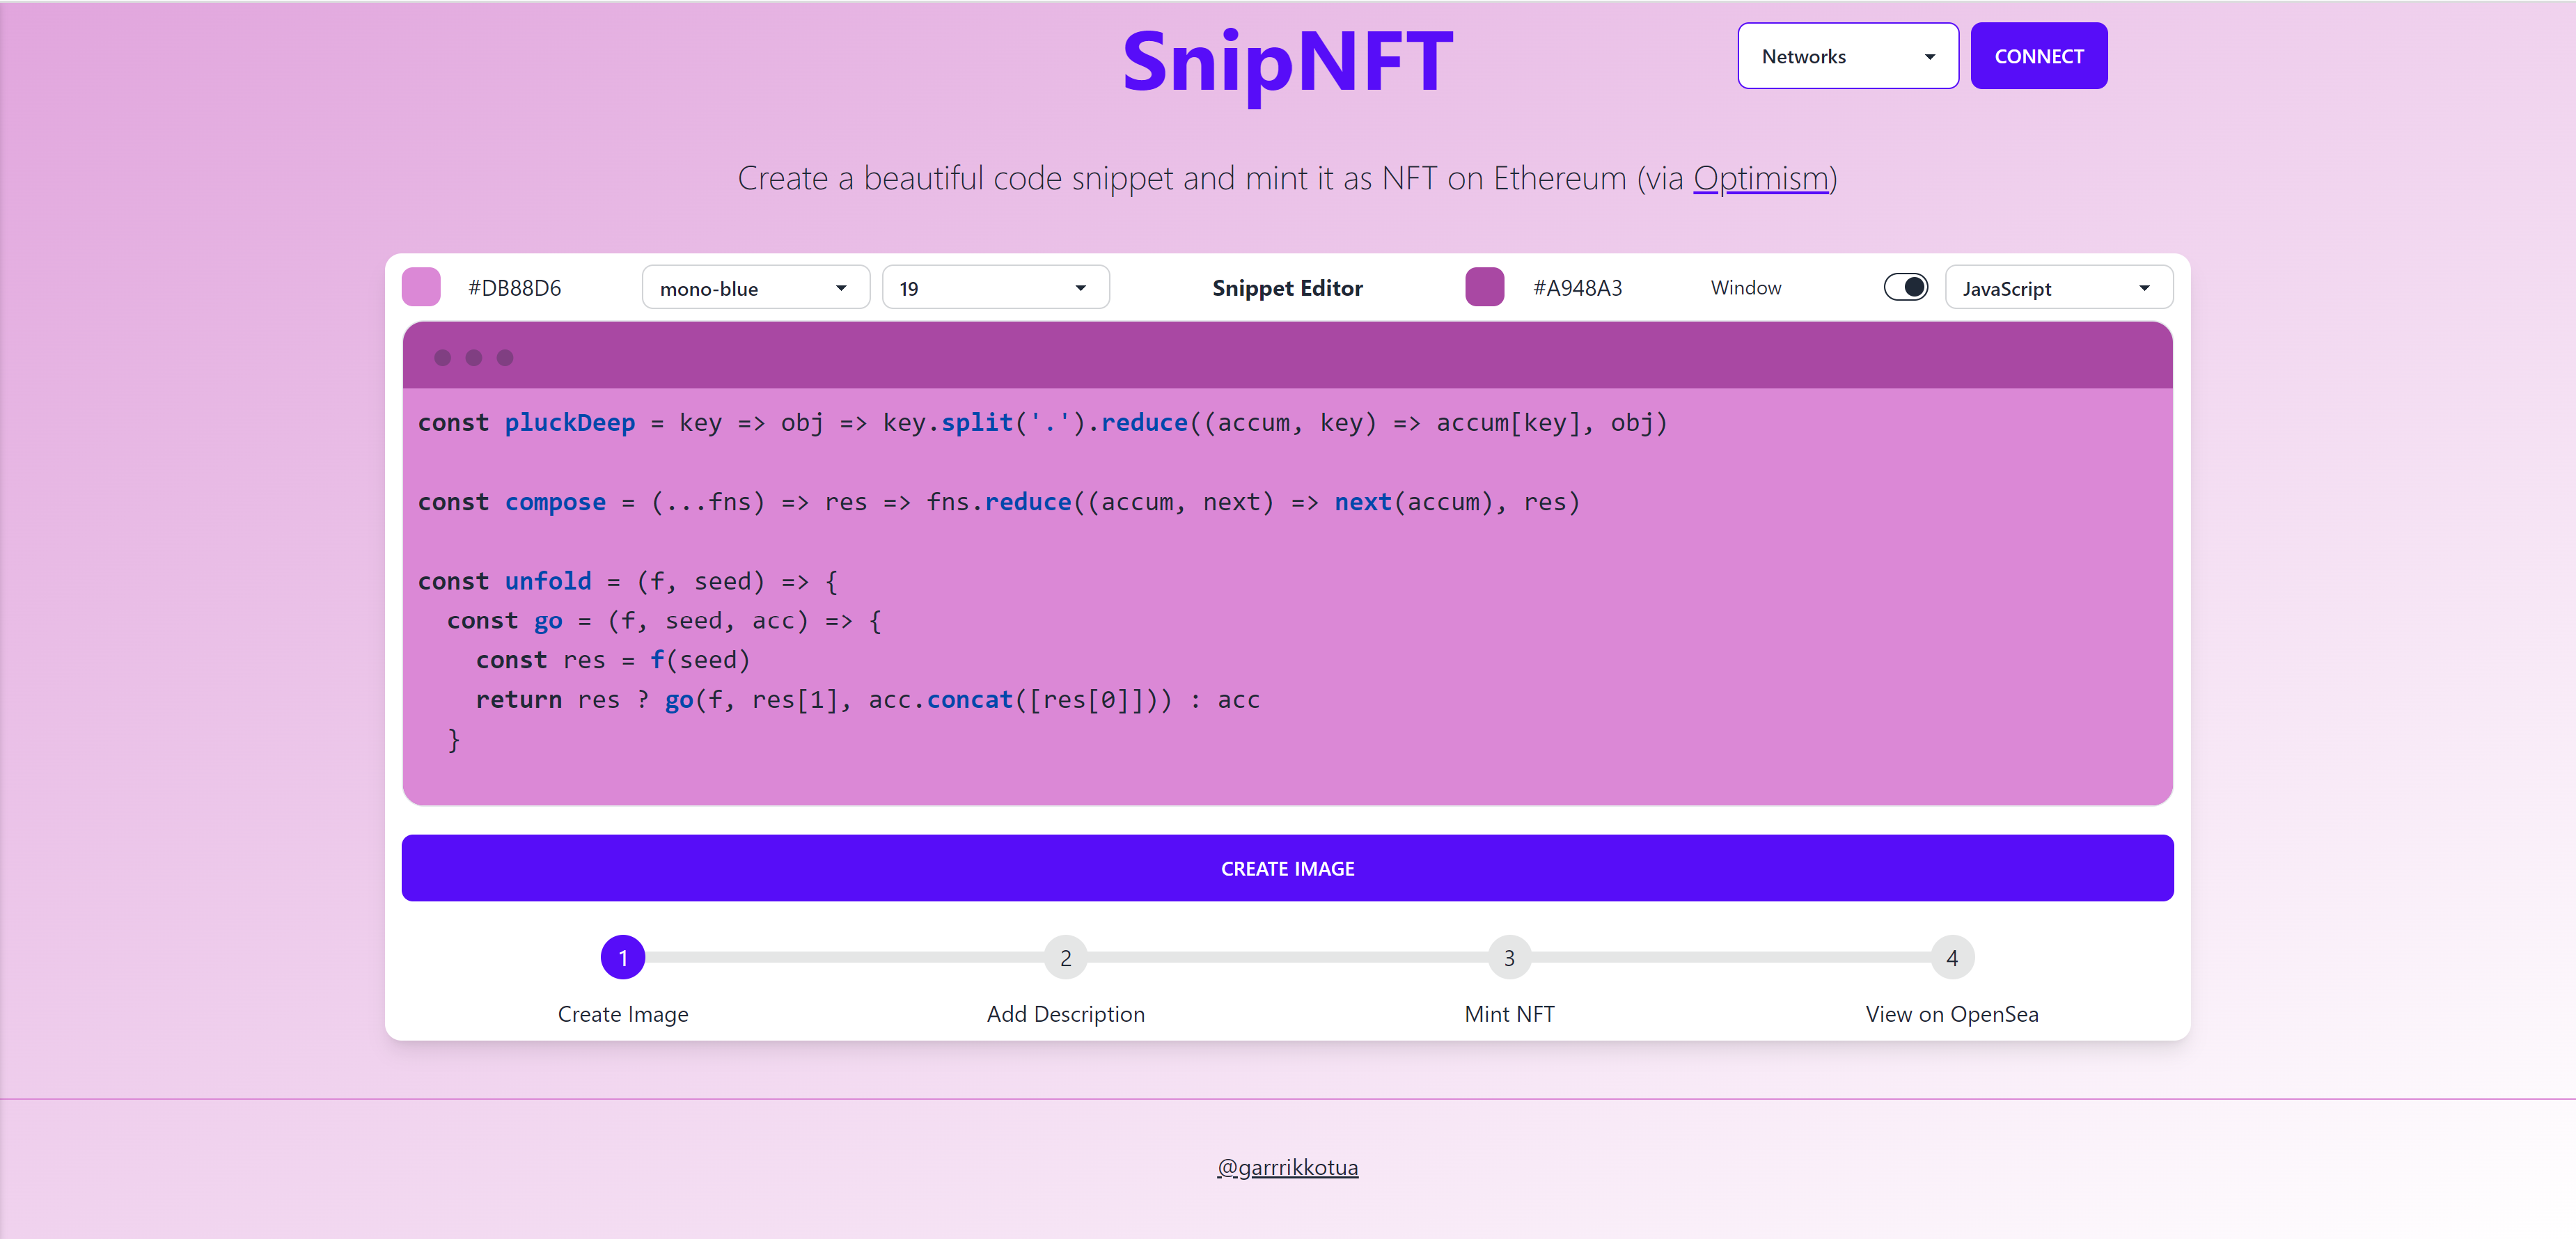 SnipNFT
Networks
CONNECT
Create a beautiful code snippet and mint it as NFT on Ethereum (via Optimism)
#DB88D6
mono-blue
19
Snippet Editor
#A948A3
Window
JavaScript
const pluckDeep = key => obj => key.split('.').reduce((accum, key) => accum[key], obj)
const compose = (...fns) => res => fns.reduce((accum, next) => next(accum), res)
const unfold = (f, seed) => {
  const go = (f, seed, acc) => {
    const res = f(seed)
    return res ? go(f, res[1], acc.concat([res[0]])) : acc
  }
CREATE IMAGE
1
2
3
4
Create Image
Add Description
Mint NFT
View on OpenSea
@garrrikkotua